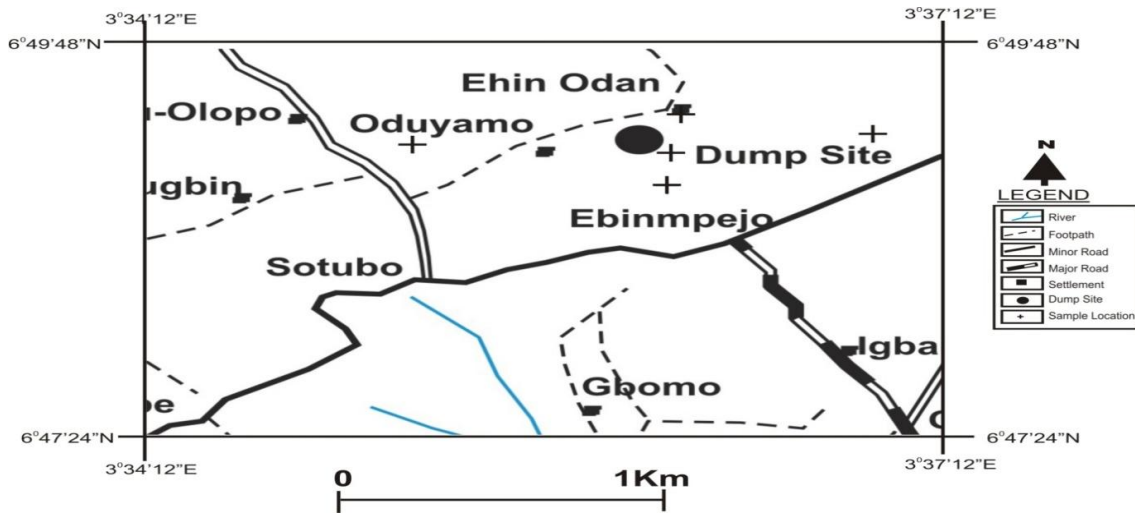 3°34'12"E
3°37'12"E
6°49'48"N
6°49'48"N
Ehin Odan
ı-Olopo
Oduyamo
Dump Site
ugbin
Ebinmpejo
Sotubo
Igba
Gbomo
6°47'24"N
6°47'24"N
3°34'12"E
3°37'12"E
0 1Km
N
LEGEND
River
Footpath
Minor Road
Major Road
Settlement
Dump Site
Sample Location